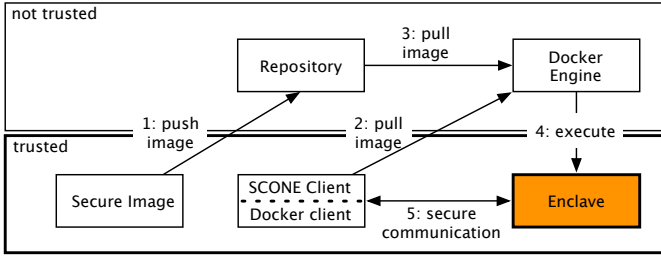 not trusted
3: pull
image
Repository
Docker
Engine
1: push
image
2: pull
image
4: execute
trusted
Secure Image
SCONE Client
Docker client
Enclave
5: secure
communication